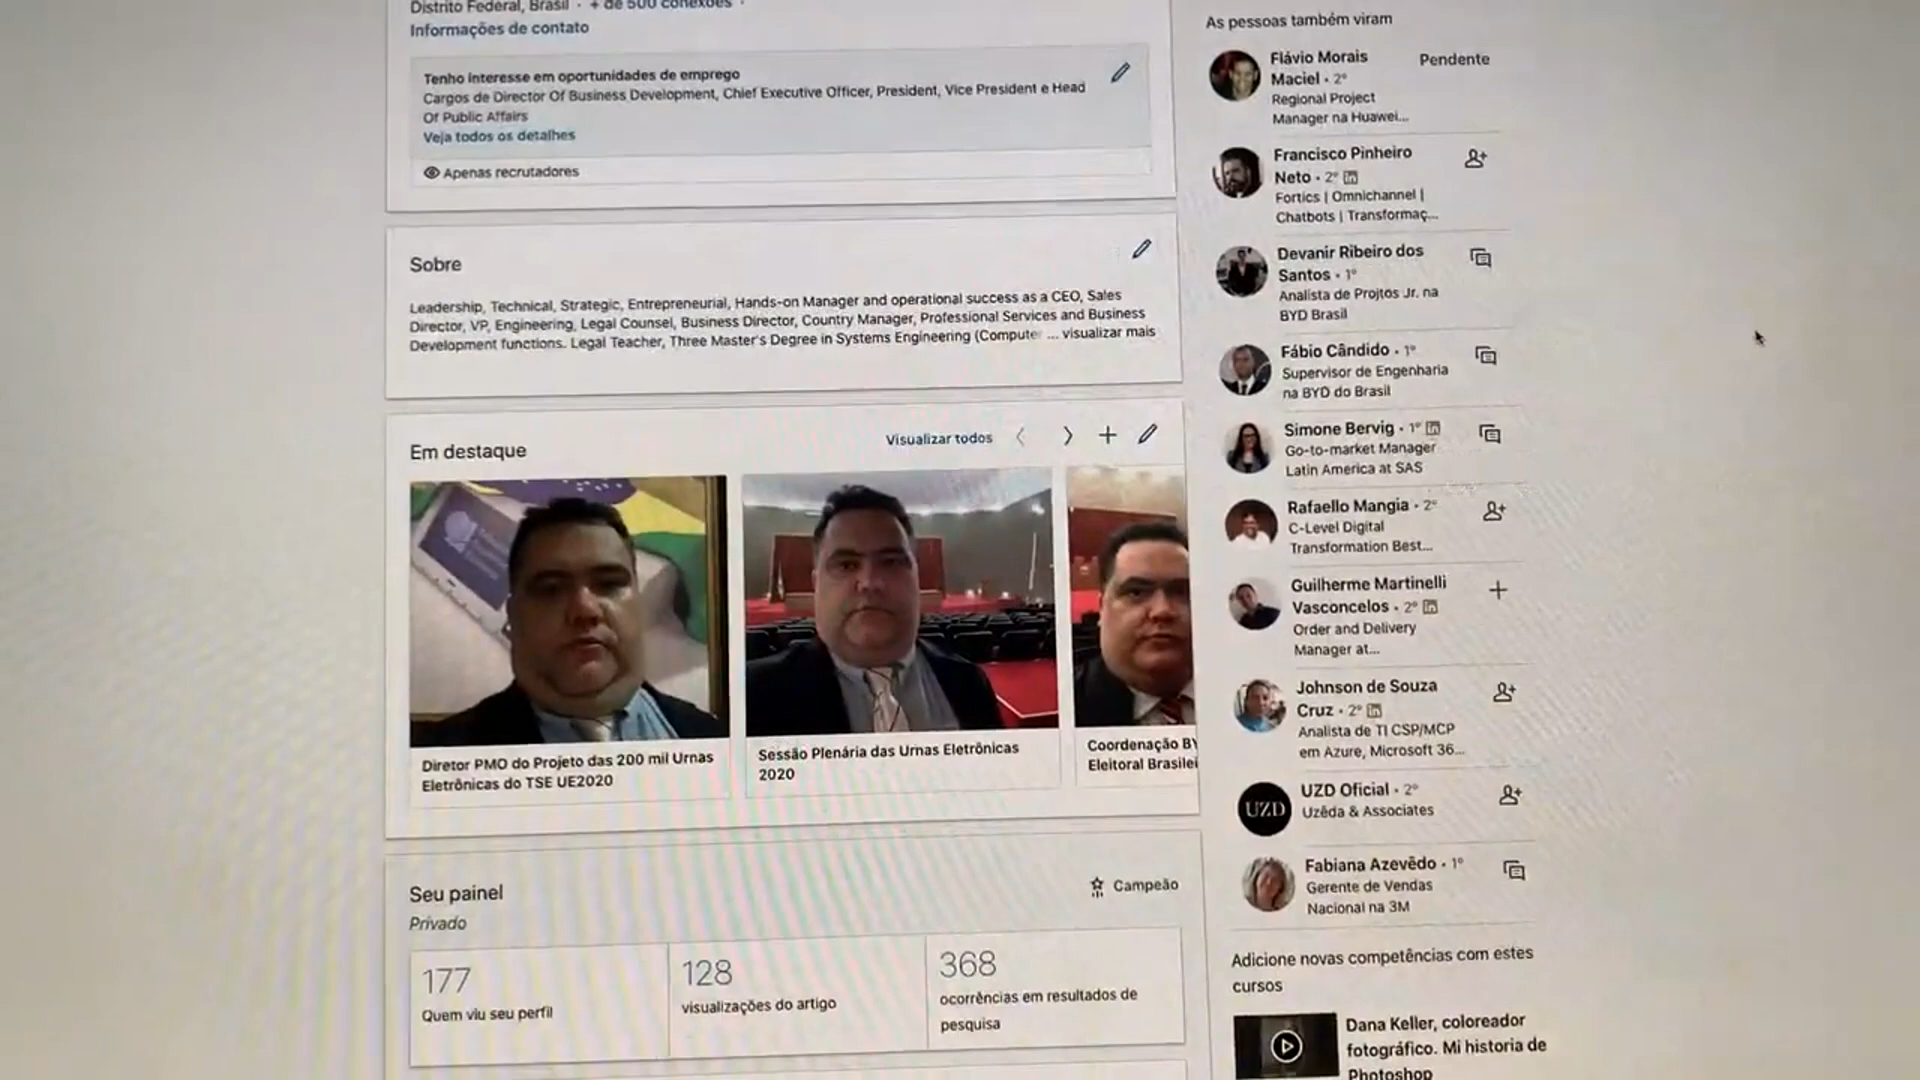 Distrito Federal, Brasil · + de 500 conexões ·
Informações de contato
Tenho interesse em oportunidades de emprego
Cargos de Director Of Business Development, Chief Executive Officer, President, Vice President e Head
Of Public Affairs
Veja todos os detalhes
Apenas recrutadores
Sobre
Leadership, Technical, Strategic, Entrepreneurial, Hands-on Manager and operational success as a CEO, Sales
Director, VP, Engineering, Legal Counsel, Business Director, Country Manager, Professional Services and Business
Development functions. Legal Teacher, Three Master's Degree in Systems Engineering (Compute ... visualizar mais
Em destaque
Visualizar todos
Diretor PMO do Projeto das 200 mil Urnas
Eletrônicas do TSE UE2020
Sessão Plenária das Urnas Eletrônicas
2020
Coordenação BY
Eleitoral Brasilei
Seu painel
Campeão
Privado
177
Quem viu seu perfil
128
visualizações do artigo
368
ocorrências em resultados de
pesquisa
As pessoas também viram
Flávio Morais
Maciel · 2º
Pendente
Regional Project
Manager na Huawei...
Francisco Pinheiro
Neto · 2º in
Fortics | Omnichannel |
Chatbots | Transformaç...
Devanir Ribeiro dos
Santos · 1º
Analista de Projtos Jr. na
BYD Brasil
Fábio Cândido · 1º
Supervisor de Engenharia
na BYD do Brasil
Simone Bervig · 1º in
Go-to-market Manager
Latin America at SAS
Rafaello Mangia · 2º
C-Level Digital
Transformation Best...
Guilherme Martinelli
Vasconcelos · 2º in
Order and Delivery
Manager at...
Johnson de Souza
Cruz · 2º in
Analista de TI CSP/MCP
em Azure, Microsoft 36...
UZD
UZD Oficial · 2º
Uzêda & Associates
Fabiana Azevêdo · 1º
Gerente de Vendas
Nacional na 3M
Adicione novas competências com estes
cursos
Dana Keller, coloreador
fotográfico. Mi historia de
Photoshop